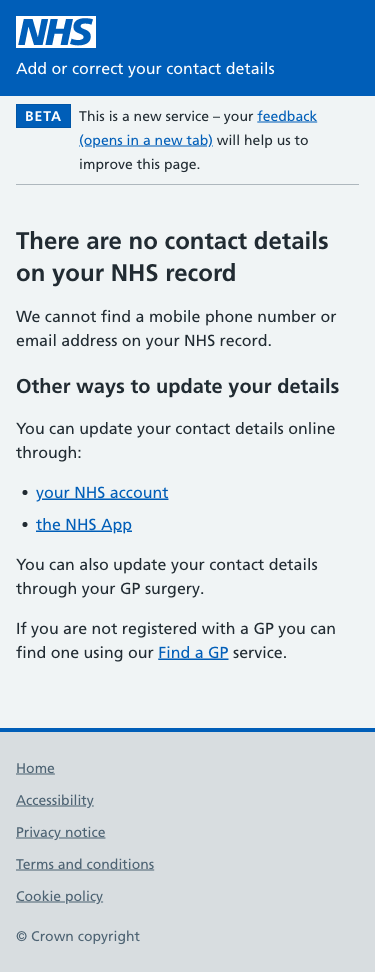 NHS
Add or correct your contact details
BETA
This is a new service – your feedback
(opens in a new tab) will help us to
improve this page.
There are no contact details
on your NHS record
We cannot find a mobile phone number or
email address on your NHS record.
Other ways to update your details
You can update your contact details online
through:
• your NHS account
• the NHS App
You can also update your contact details
through your GP surgery.
If you are not registered with a GP you can
find one using our Find a GP service.
Home
Accessibility
Privacy notice
Terms and conditions
Cookie policy
© Crown copyright